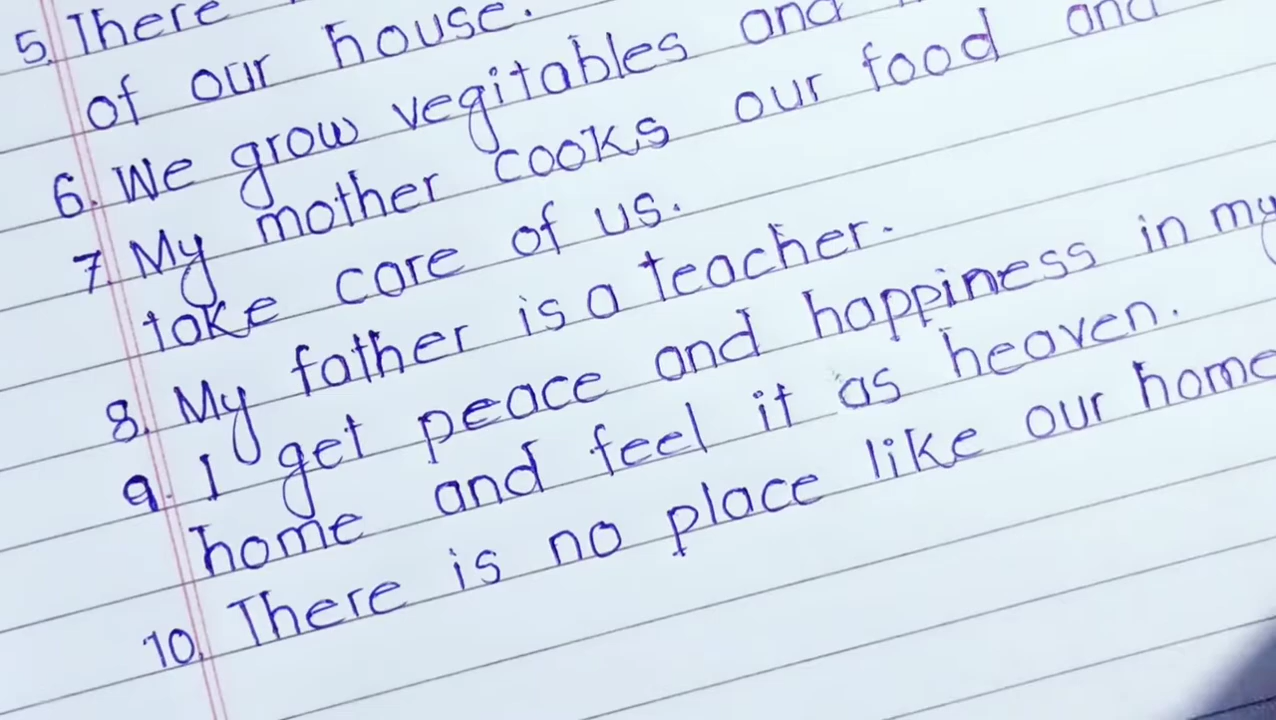 5. There
of our house.
6. We grow vegitables and
7. My mother cooks our food and
take care of us.
8. My father is a teacher.
9. I get peace and happiness in my
home and feel it as heaven.
10. There is no place like our home